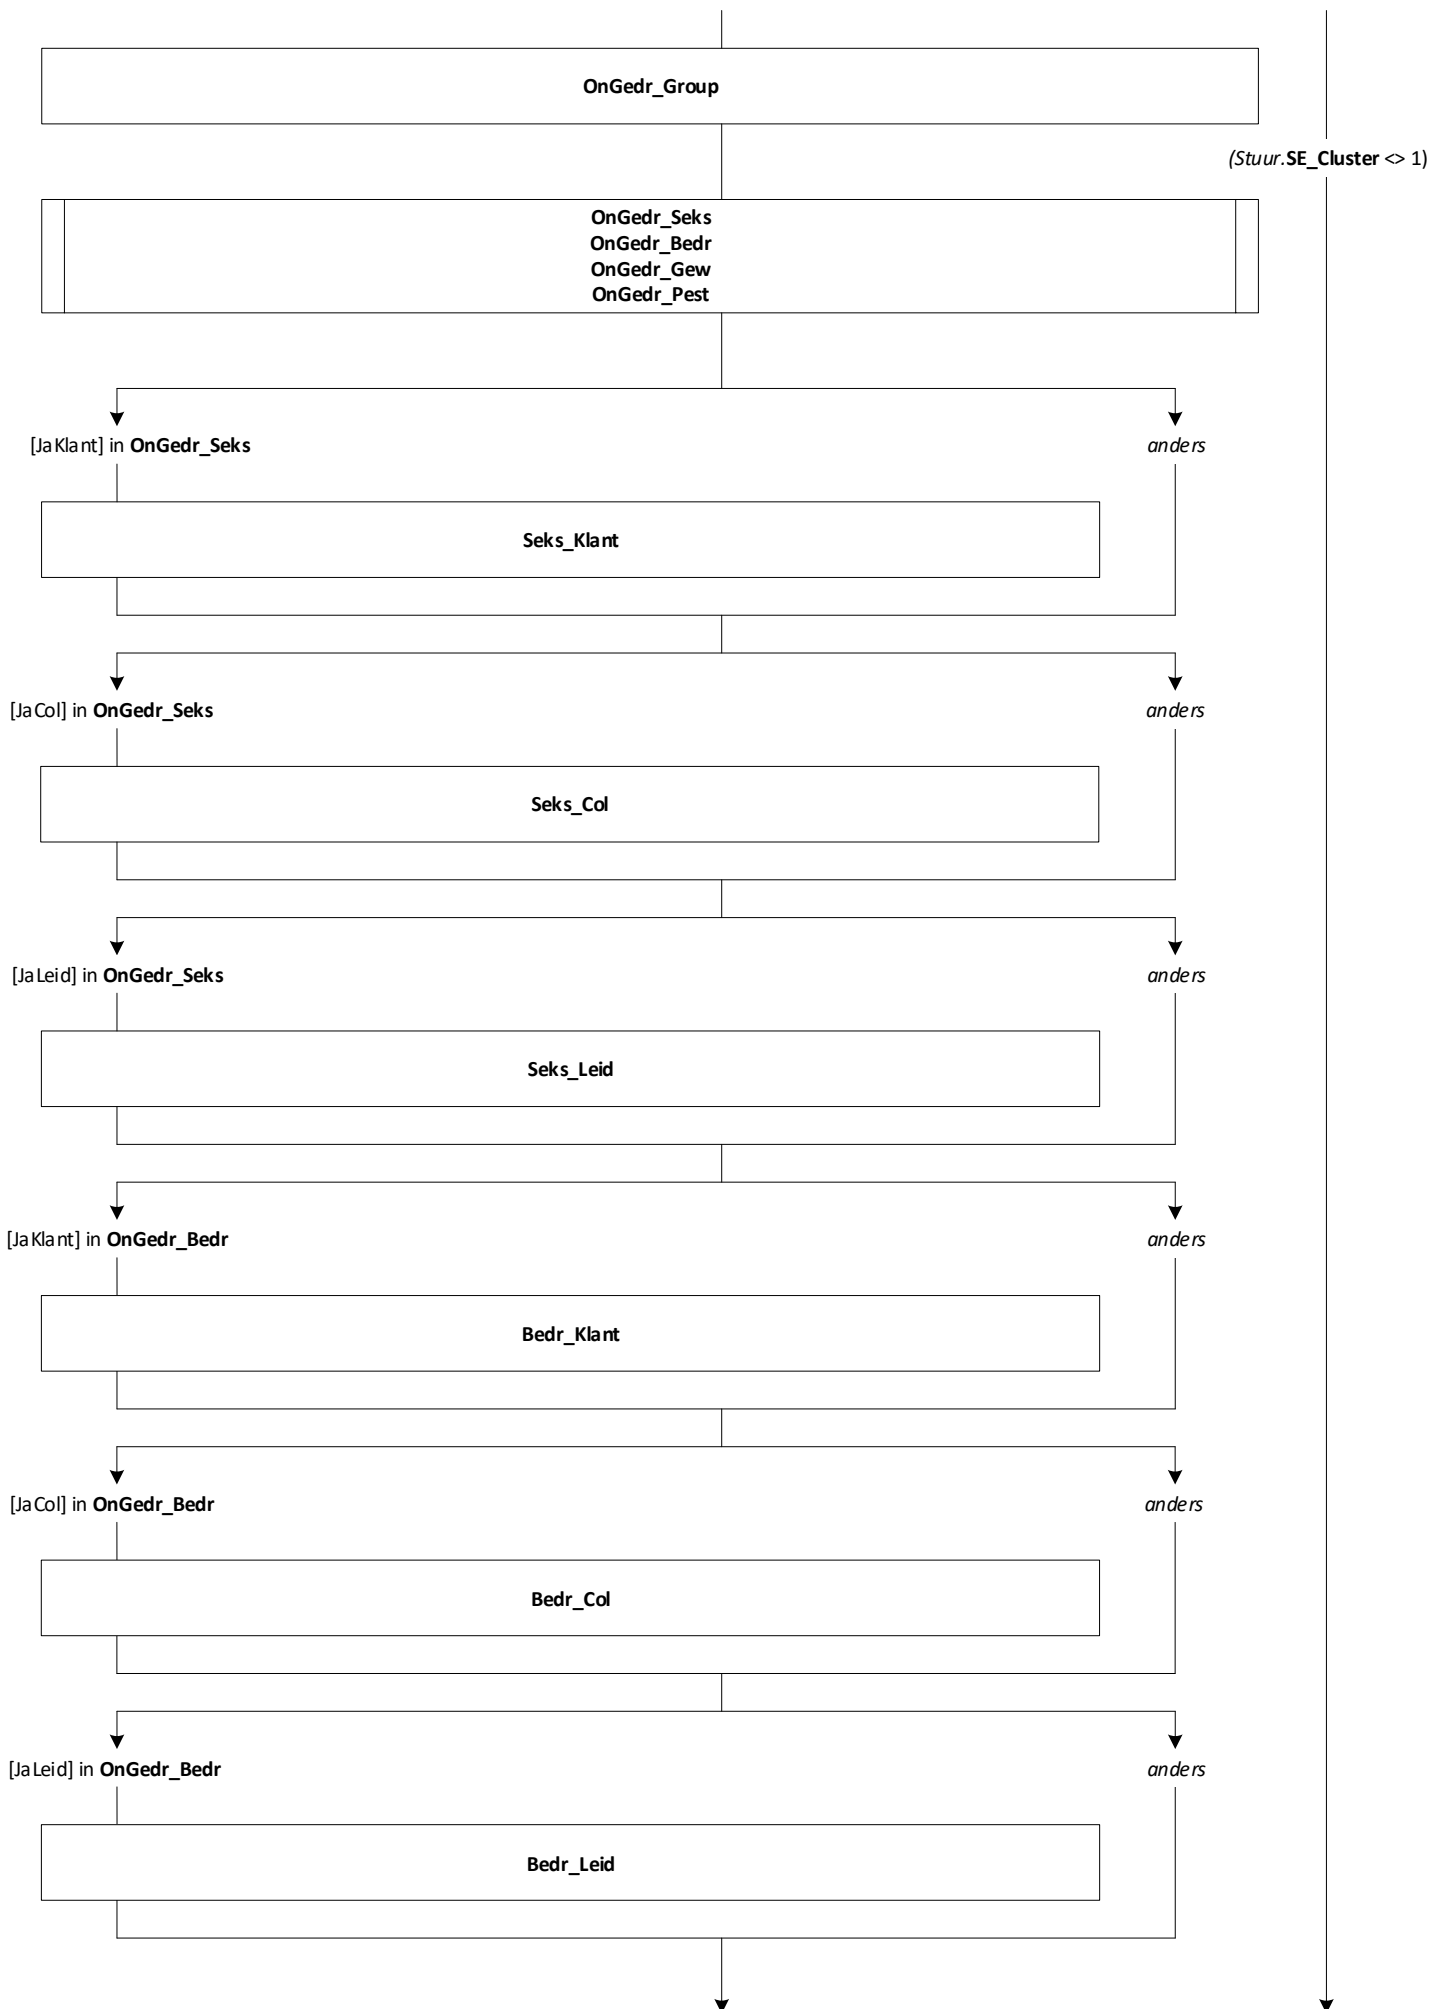 OnGedr_Group
(Stuur.SE_Cluster <> 1)
OnGedr_Seks
OnGedr_Bedr
OnGedr_Gew
OnGedr_Pest
[JaKlant] in OnGedr_Seks
anders
Seks_Klant
[JaCol] in OnGedr_Seks
anders
Seks_Col
[JaLeid] in OnGedr_Seks
anders
Seks_Leid
[JaKlant] in OnGedr_Bedr
anders
Bedr_Klant
[JaCol] in OnGedr_Bedr
anders
Bedr_Col
[JaLeid] in OnGedr_Bedr
anders
Bedr_Leid